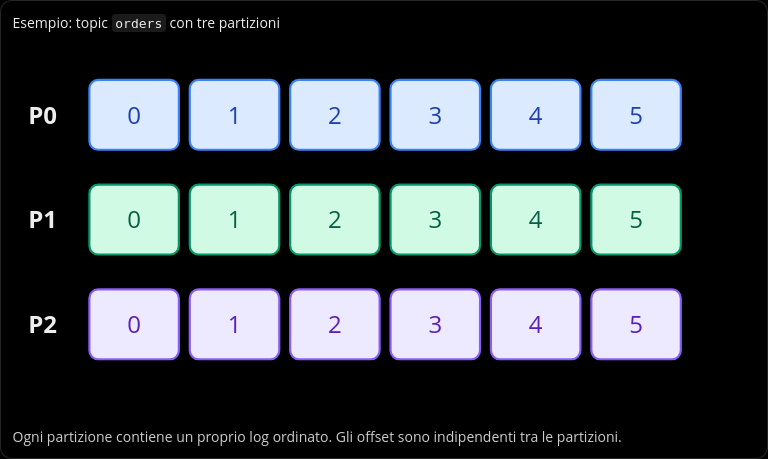 Esempio: topic orders con tre partizioni
P0 0 1 2 3 4 5
P1 0 1 2 3 4 5
P2 0 1 2 3 4 5
Ogni partizione contiene un proprio log ordinato. Gli offset sono indipendenti tra le partizioni.